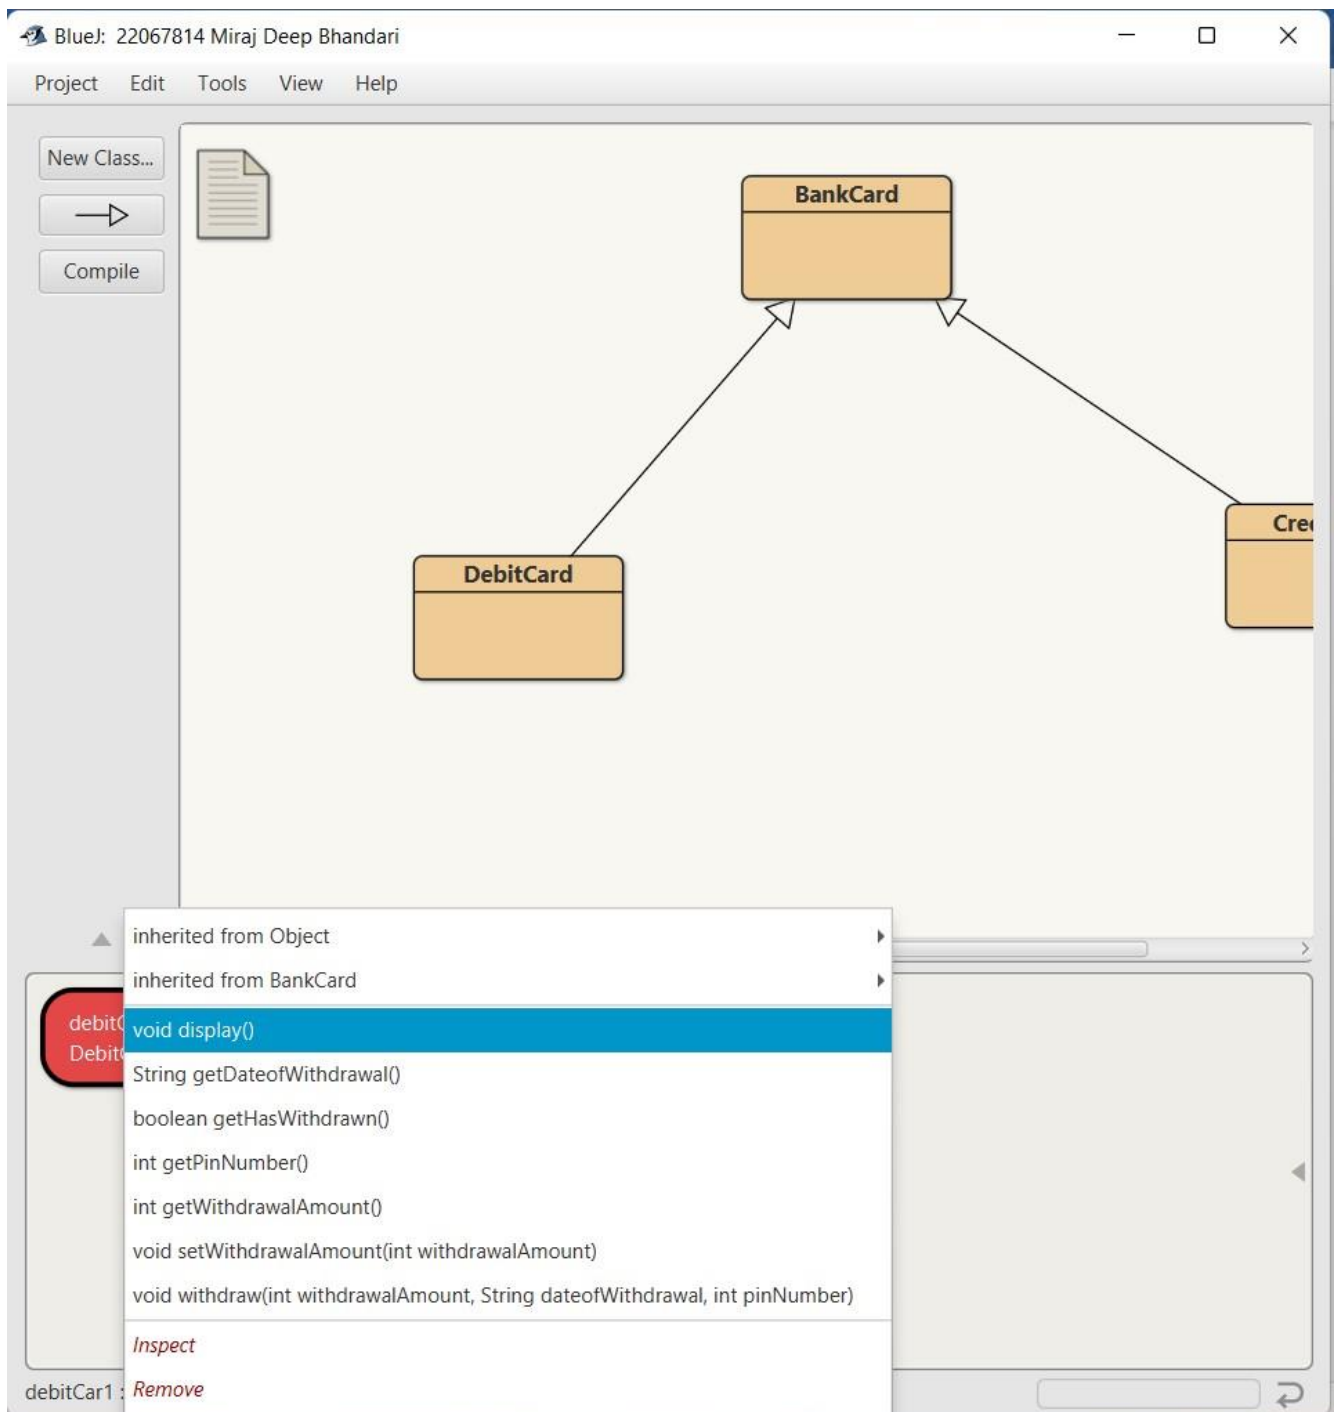 BlueJ: 22067814 Miraj Deep Bhandari
Project Edit Tools View Help
New Class...
Compile
BankCard
DebitCard
inherited from Object
inherited from BankCard
void display()
String getDateofWithdrawal()
boolean getHasWithdrawn()
int getPinNumber()
int getWithdrawalAmount()
void setWithdrawalAmount(int withdrawalAmount)
void withdraw(int withdrawalAmount, String dateofWithdrawal, int pinNumber)
Inspect
Remove
debitCar1 :